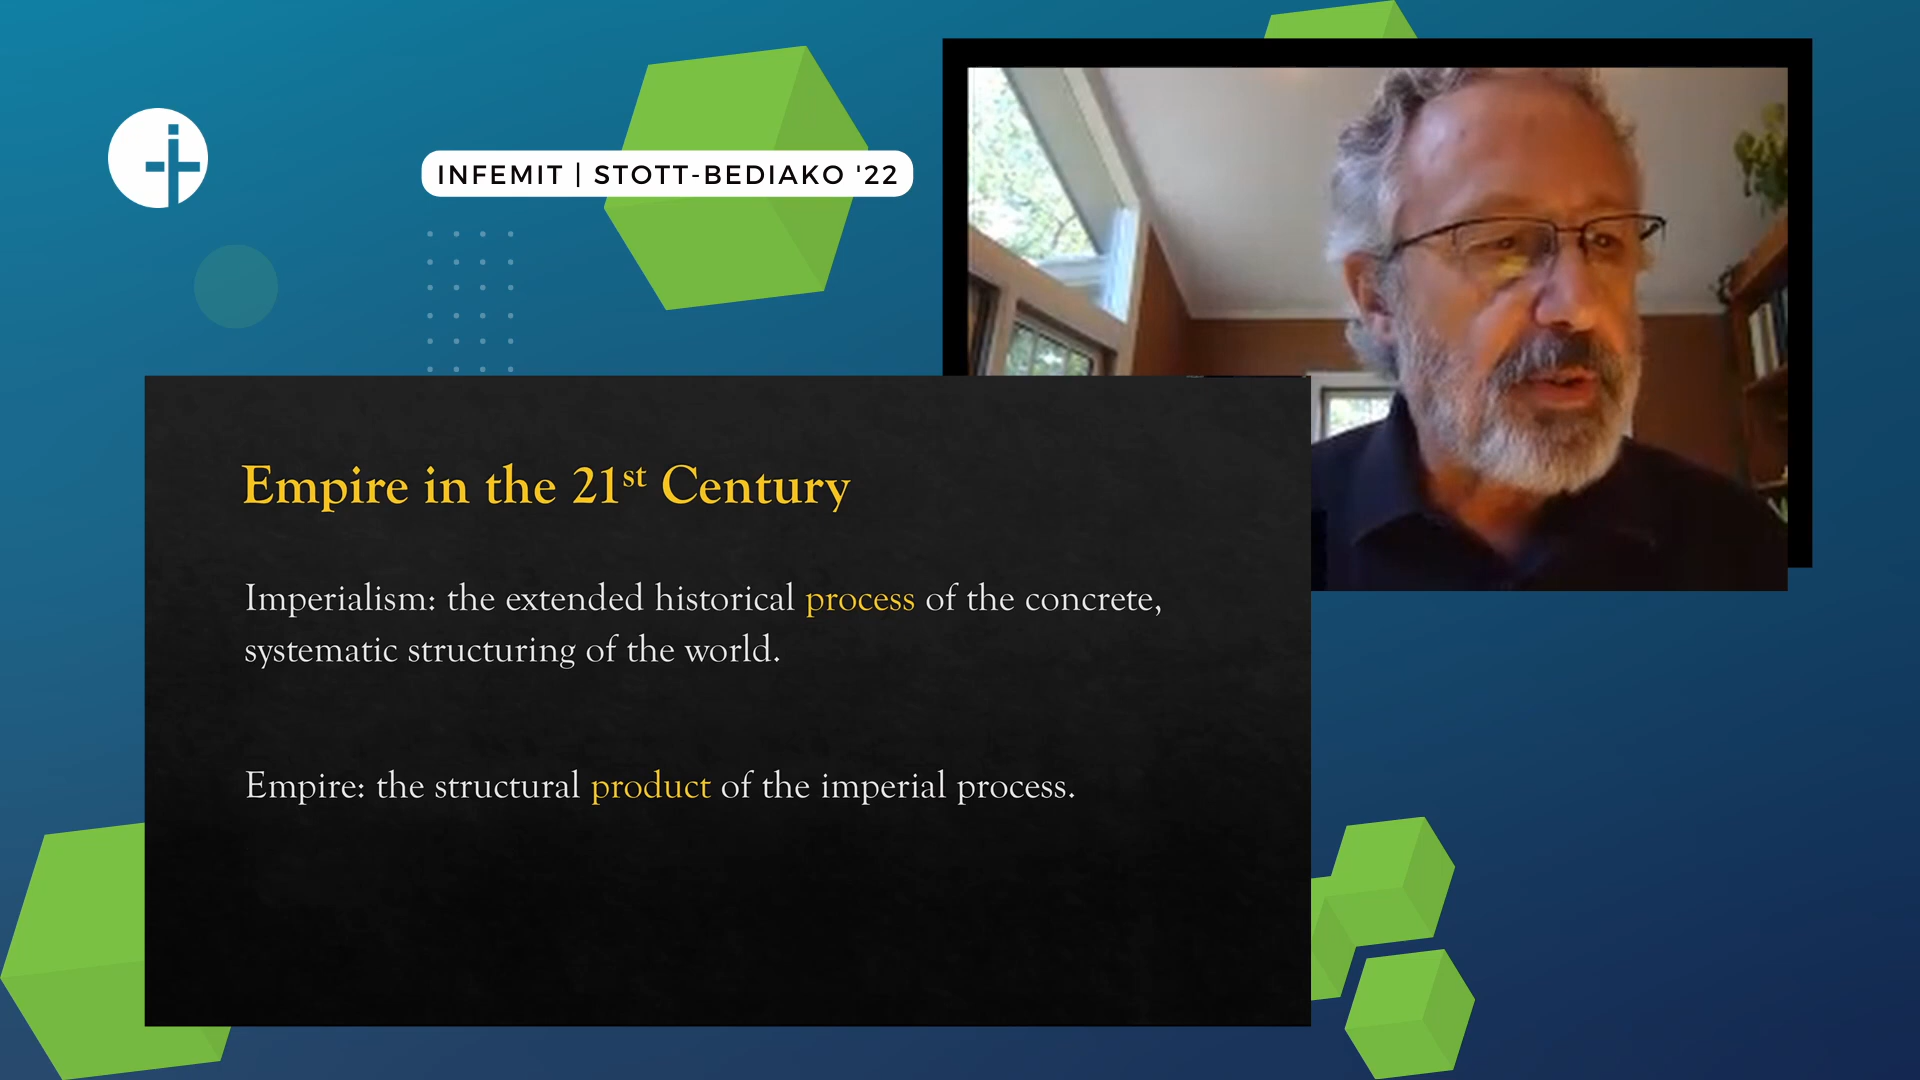 INFEMIT | STOTT-BEDIAKO '22
Empire in the 21st Century
Imperialism: the extended historical process of the concrete,
systematic structuring of the world.
Empire: the structural product of the imperial process.